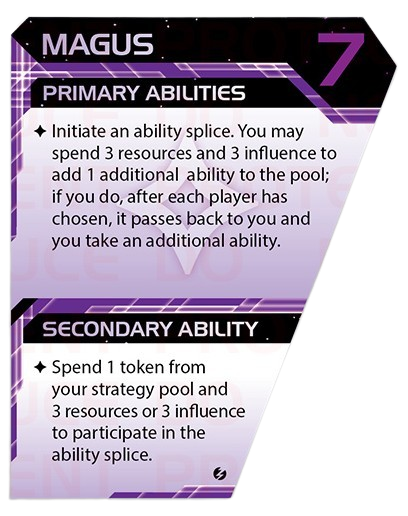 MAGUS
7
PRIMARY ABILITIES
Initiate an ability splice. You may
spend 3 resources and 3 influence to
add 1 additional ability to the pool;
if you do, after each player has
chosen, it passes back to you and
you take an additional ability.
SECONDARY ABILITY
Spend 1 token from
your strategy pool and
3 resources or 3 influence
to participate in the
ability splice.